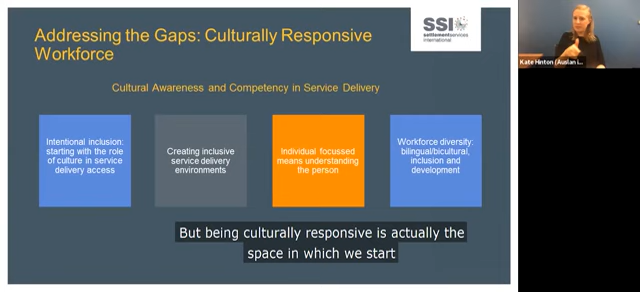 Addressing the Gaps: Culturally Responsive
Workforce
SSI
settlement services
international
Cultural Awareness and Competency in Service Delivery
Intentional inclusion:
starting with the role
of culture in service
delivery access
Creating inclusive
service delivery
environments
Individual focussed
means understanding
the person
Workforce diversity:
bilingual/bicultural,
inclusion and
development
But being culturally responsive is actually the
space in which we start
Kate Hinton (Auslan i...